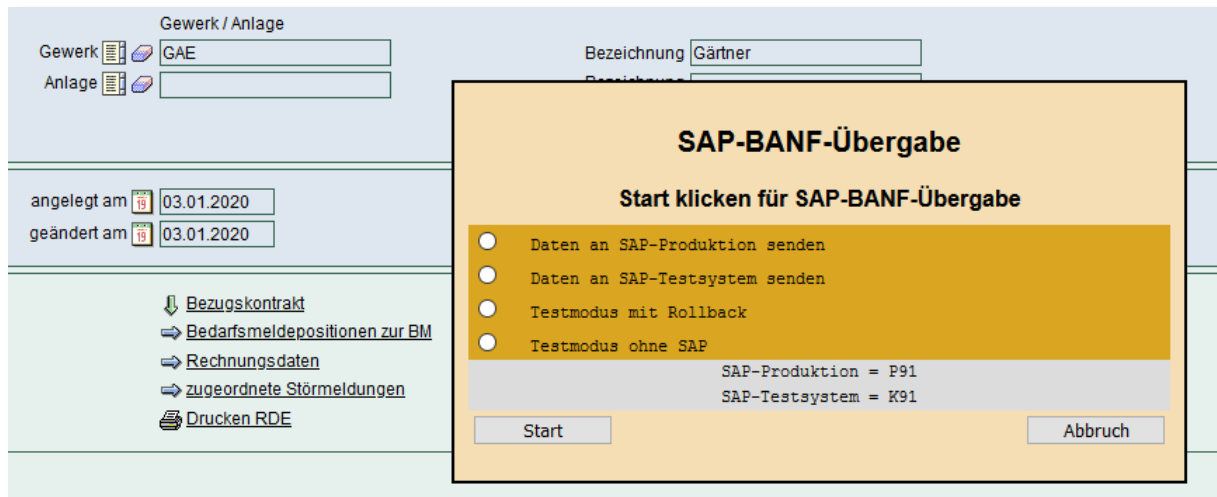 Gewerk / Anlage
Gewerk GAE Bezeichnung Gärtner
Anlage
SAP-BANF-Übergabe
Start klicken für SAP-BANF-Übergabe
angelegt am 19 03.01.2020
geändert am 19 03.01.2020
Daten an SAP-Produktion senden
Daten an SAP-Testsystem senden
Testmodus mit Rollback
Testmodus ohne SAP
SAP-Produktion = P91
SAP-Testsystem = K91
Start Abbruch
Bezugskontrakt
Bedarfsmeldepositionen zur BM
Rechnungsdaten
zugeordnete Störmeldungen
Drucken RDE